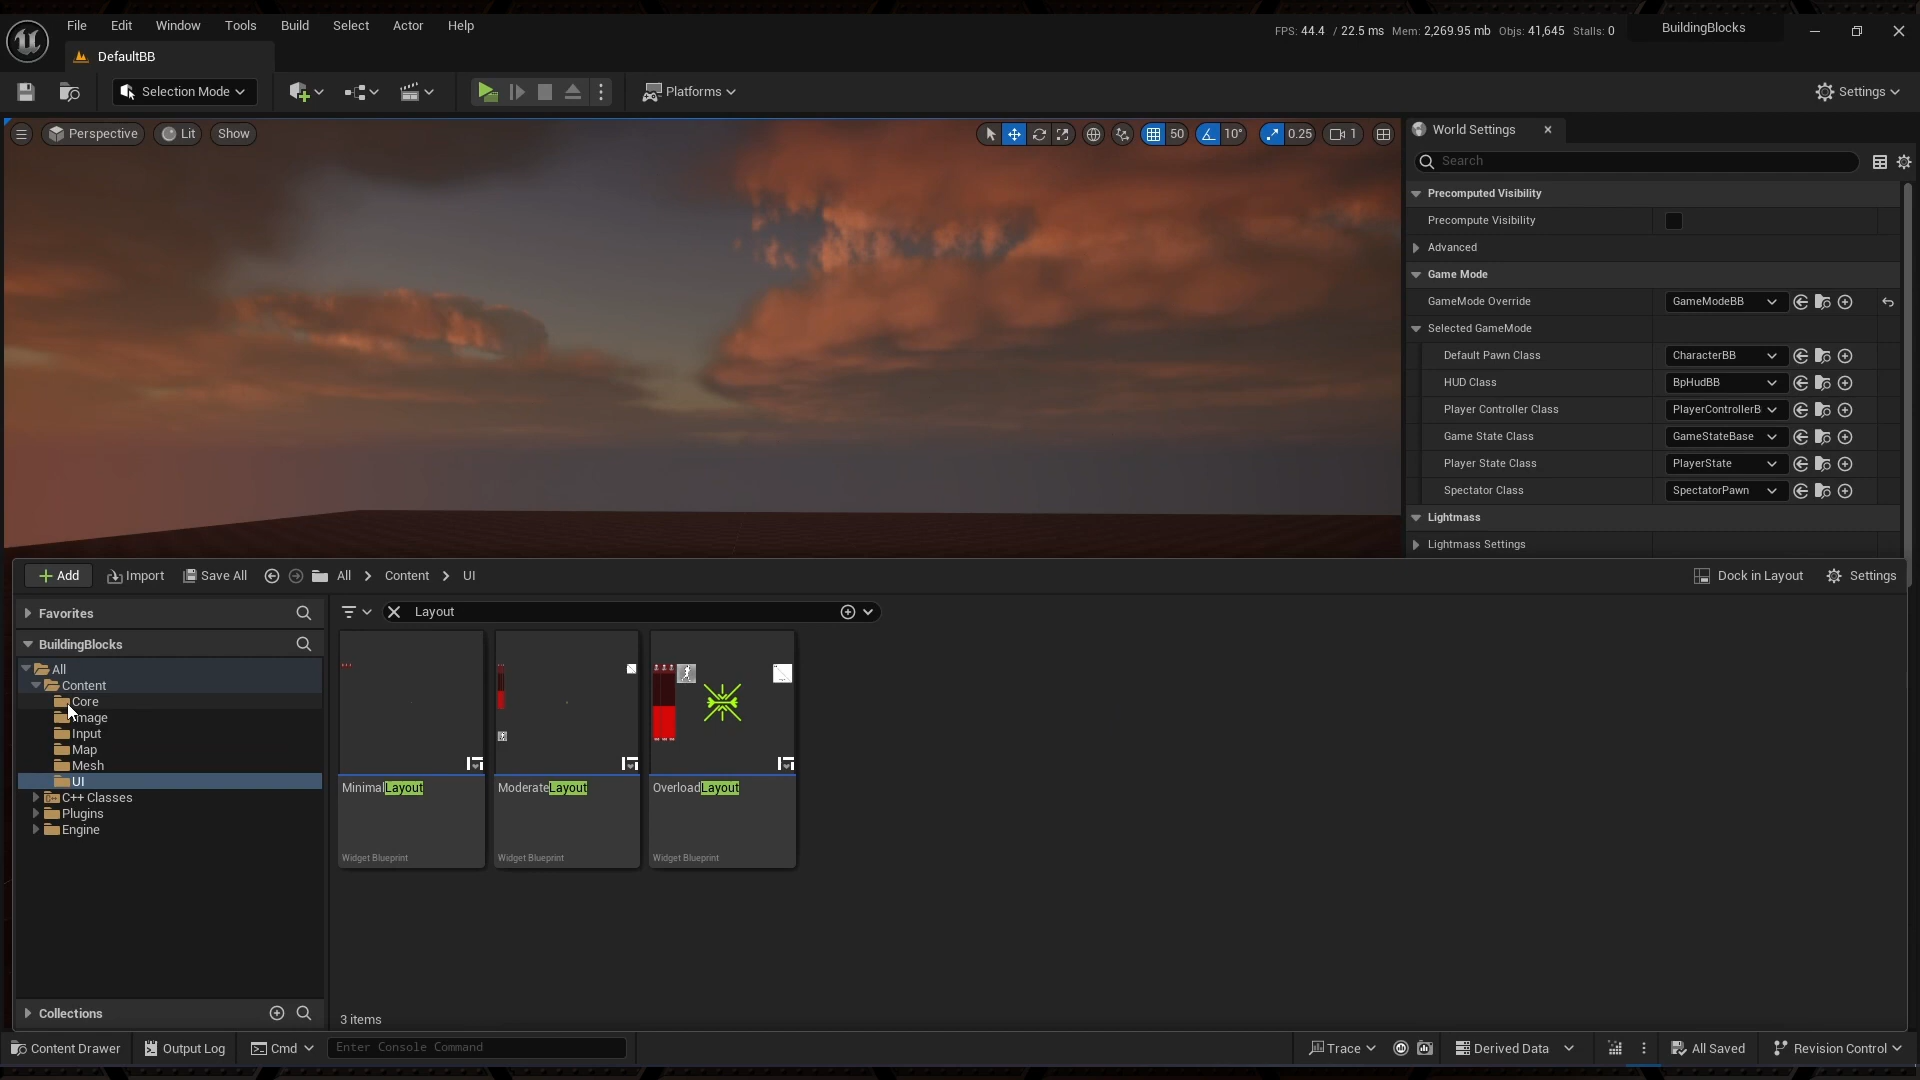 File Edit Window Tools Build Select Actor Help
FPS: 44.4 / 22.5 ms Mem: 2,269.95 mb Objs: 41,645 Stalls: 0
BuildingBlocks
DefaultBB
Selection Mode
Platforms
Settings
Perspective Lit Show
50 10° 0.25 1
World Settings
Search
Precomputed Visibility
Precompute Visibility
Advanced
Game Mode
GameMode Override GameModeBB
Selected GameMode
Default Pawn Class CharacterBB
HUD Class BpHudBB
Player Controller Class PlayerControllerB
Game State Class GameStateBase
Player State Class PlayerState
Spectator Class SpectatorPawn
Lightmass
Lightmass Settings
Add Import Save All All Content UI
Dock in Layout Settings
Favorites
Layout
BuildingBlocks
All
Content
Core
Image
Input
Map
Mesh
UI
C++ Classes
Plugins
Engine
MinimalLayout
Widget Blueprint
ModerateLayout
Widget Blueprint
OverloadLayout
Widget Blueprint
Collections
3 items
Content Drawer Output Log Cmd Enter Console Command
Trace Derived Data All Saved Revision Control